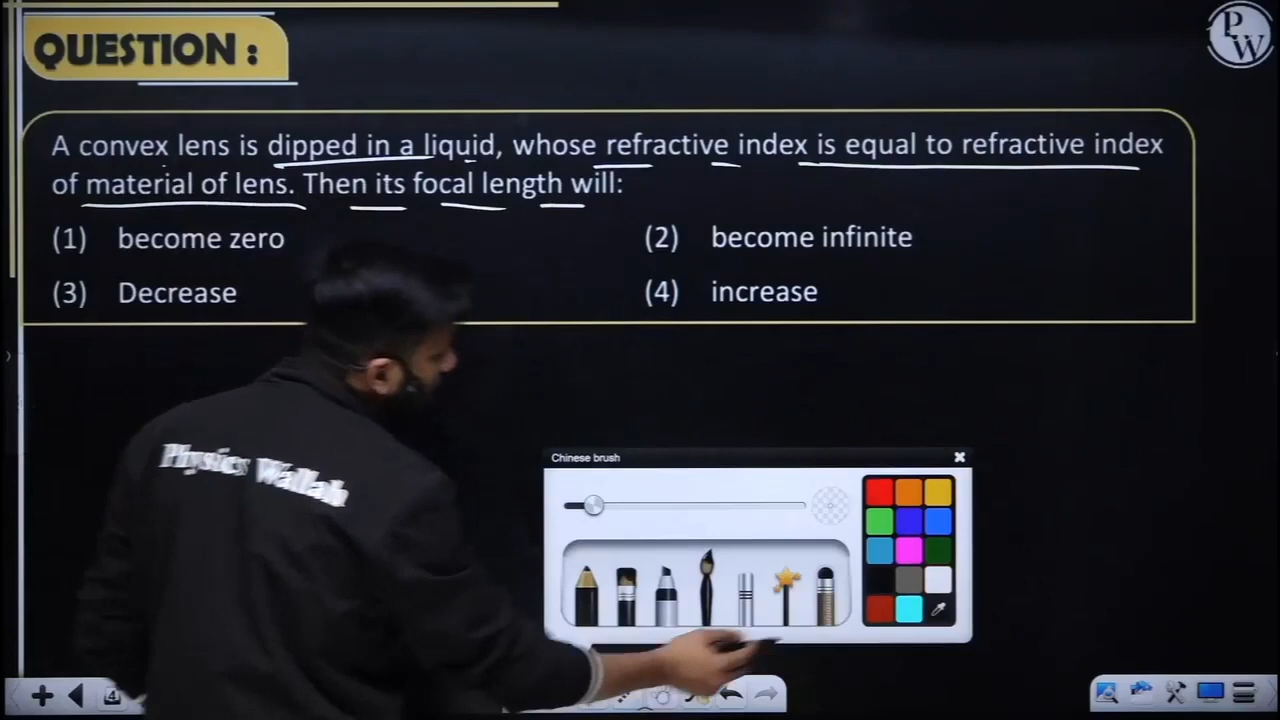 QUESTION :
PW
A convex lens is dipped in a liquid, whose refractive index is equal to refractive index
of material of lens. Then its focal length will:
(1) become zero
(2) become infinite
(3) Decrease
(4) increase
Physics Wallah
Chinese brush
4